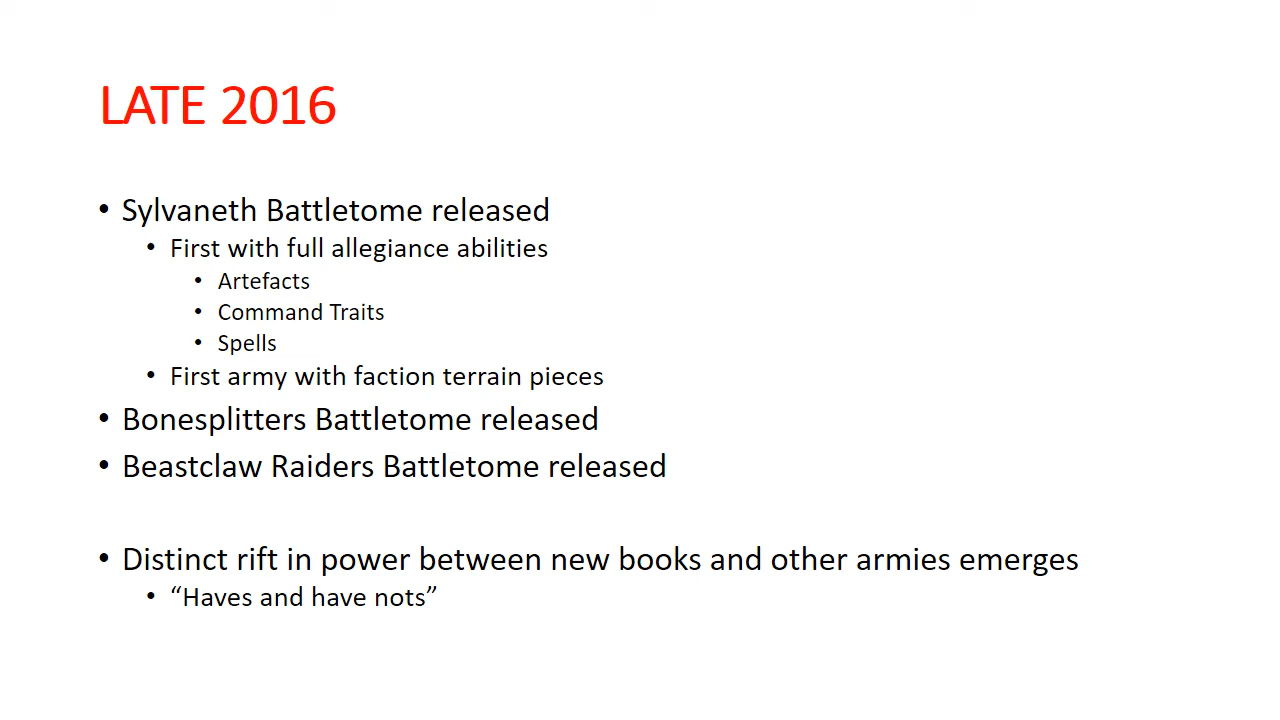 LATE 2016
• Sylvaneth Battletome released
• First with full allegiance abilities
• Artefacts
• Command Traits
• Spells
• First army with faction terrain pieces
• Bonesplitters Battletome released
• Beastclaw Raiders Battletome released
• Distinct rift in power between new books and other armies emerges
• “Haves and have nots”